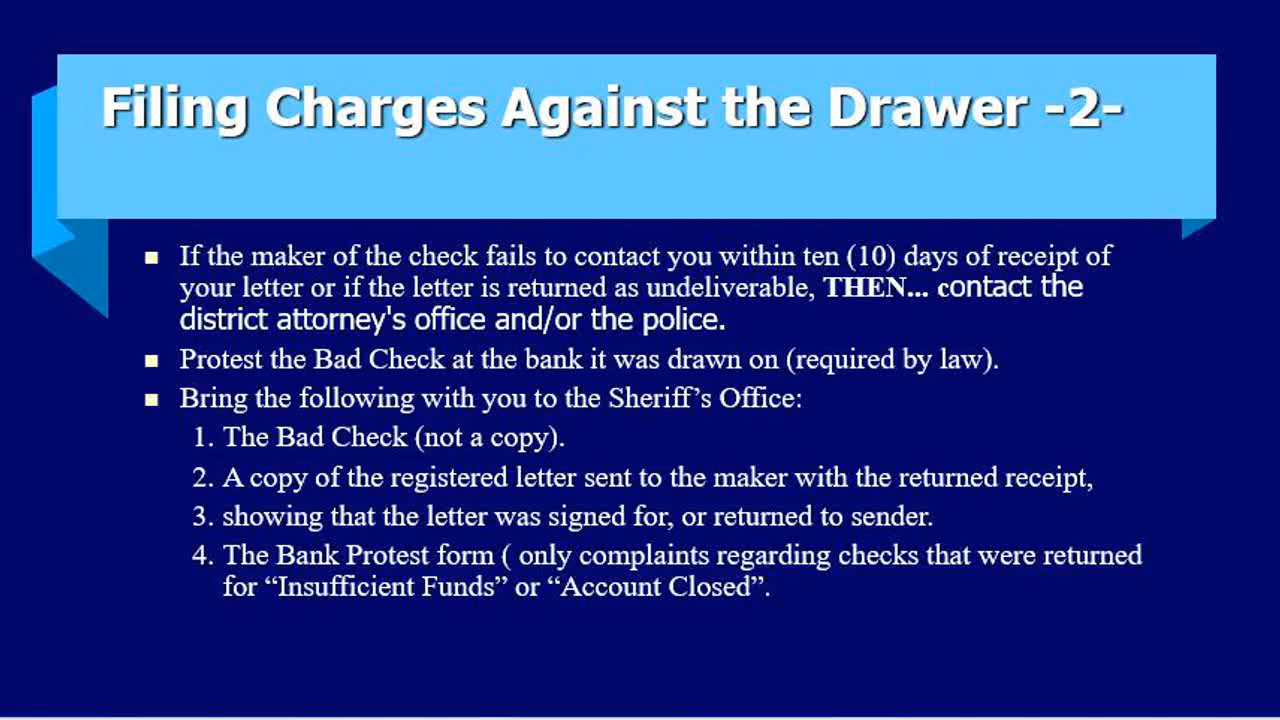 Filing Charges Against the Drawer -2-
If the maker of the check fails to contact you within ten (10) days of receipt of
your letter or if the letter is returned as undeliverable, THEN... contact the
district attorney's office and/or the police.
Protest the Bad Check at the bank it was drawn on (required by law).
Bring the following with you to the Sheriff’s Office:
1. The Bad Check (not a copy).
2. A copy of the registered letter sent to the maker with the returned receipt,
3. showing that the letter was signed for, or returned to sender.
4. The Bank Protest form ( only complaints regarding checks that were returned
for “Insufficient Funds” or “Account Closed”.